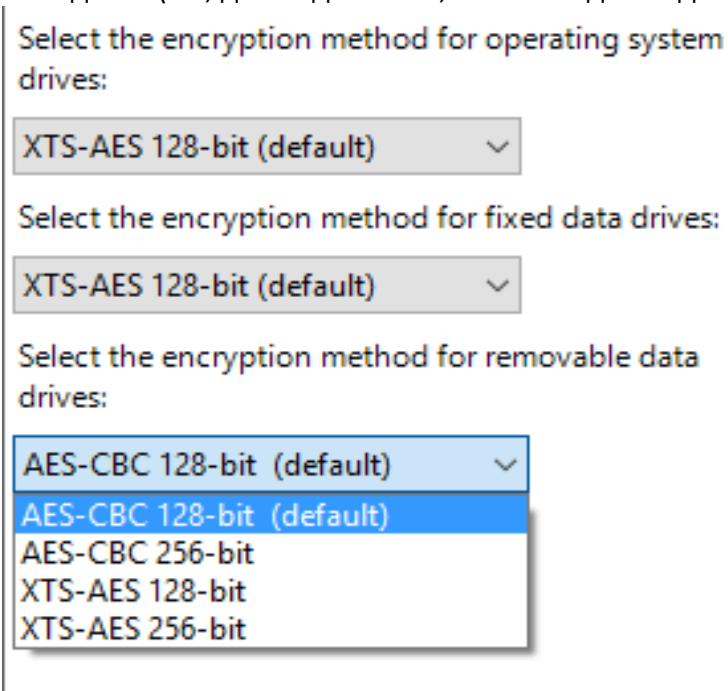 Select the encryption method for operating system
drives:
XTS-AES 128-bit (default)
Select the encryption method for fixed data drives:
XTS-AES 128-bit (default)
Select the encryption method for removable data
drives:
AES-CBC 128-bit  (default)
AES-CBC 128-bit  (default)
AES-CBC 256-bit
XTS-AES 128-bit
XTS-AES 256-bit